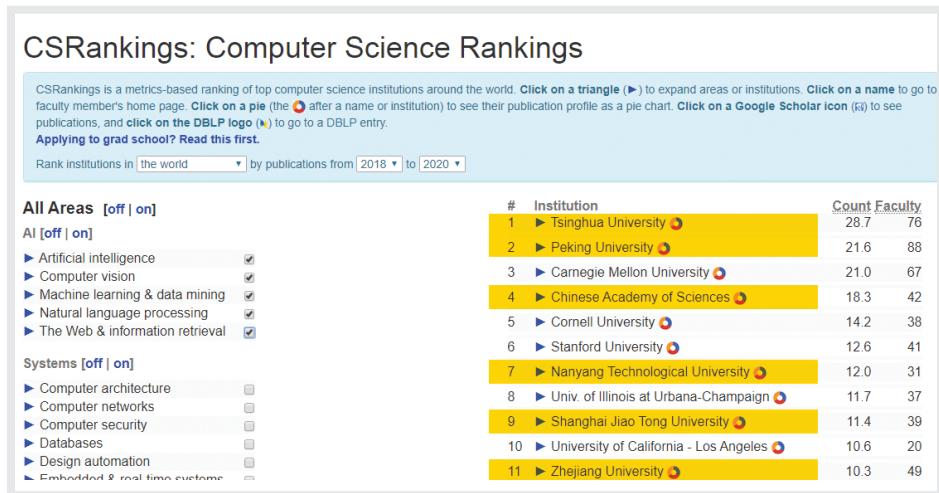 CSRankings: Computer Science Rankings
CSRankings is a metrics-based ranking of top computer science institutions around the world. Click on a triangle (►) to expand areas or institutions. Click on a name to go to
faculty member's home page. Click on a pie (the after a name or institution) to see their publication profile as a pie chart. Click on a Google Scholar icon ( ) to see
publications, and click on the DBLP logo ( ) to go to a DBLP entry.
Applying to grad school? Read this first.
Rank institutions in the world by publications from 2018 to 2020
All Areas [off | on]
AI [off | on]
► Artificial intelligence
► Computer vision
► Machine learning & data mining
► Natural language processing
► The Web & information retrieval
Systems [off | on]
► Computer architecture
► Computer networks
► Computer security
► Databases
► Design automation
► Embedded & real-time systems
# Institution Count Faculty
1 ► Tsinghua University 28.7 76
2 ► Peking University 21.6 88
3 ► Carnegie Mellon University 21.0 67
4 ► Chinese Academy of Sciences 18.3 42
5 ► Cornell University 14.2 38
6 ► Stanford University 12.6 41
7 ► Nanyang Technological University 12.0 31
8 ► Univ. of Illinois at Urbana-Champaign 11.7 37
9 ► Shanghai Jiao Tong University 11.4 39
10 ► University of California - Los Angeles 10.6 20
11 ► Zhejiang University 10.3 49